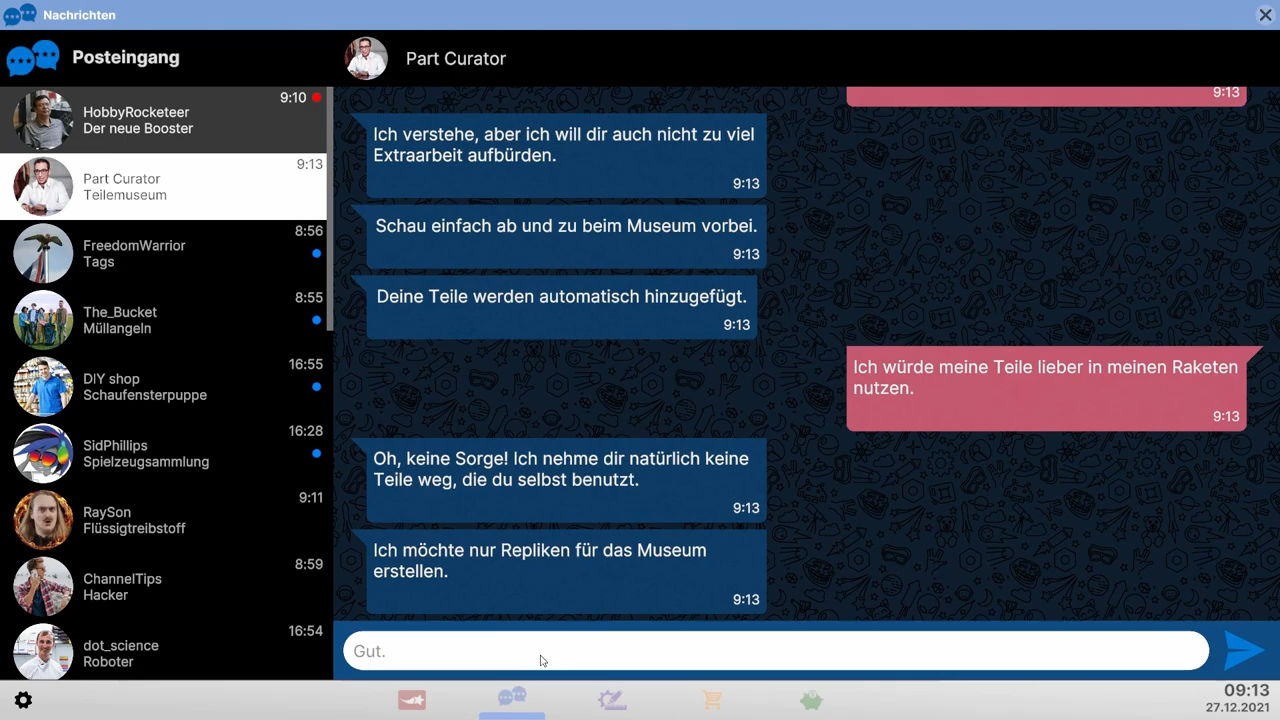 Nachrichten
Posteingang
HobbyRocketeer
Der neue Booster
9:10
Part Curator
Teilemuseum
9:13
FreedomWarrior
Tags
8:56
The_Bucket
Müllangeln
8:55
DIY shop
Schaufensterpuppe
16:55
SidPhillips
Spielzeugsammlung
16:28
RaySon
Flüssigtreibstoff
9:11
ChannelTips
Hacker
8:59
dot_science
Roboter
16:54
Part Curator
9:13
Ich verstehe, aber ich will dir auch nicht zu viel
Extraarbeit aufbürden.
9:13
Schau einfach ab und zu beim Museum vorbei.
9:13
Deine Teile werden automatisch hinzugefügt.
9:13
Ich würde meine Teile lieber in meinen Raketen
nutzen.
9:13
Oh, keine Sorge! Ich nehme dir natürlich keine
Teile weg, die du selbst benutzt.
9:13
Ich möchte nur Repliken für das Museum
erstellen.
9:13
Gut.
09:13
27.12.2021